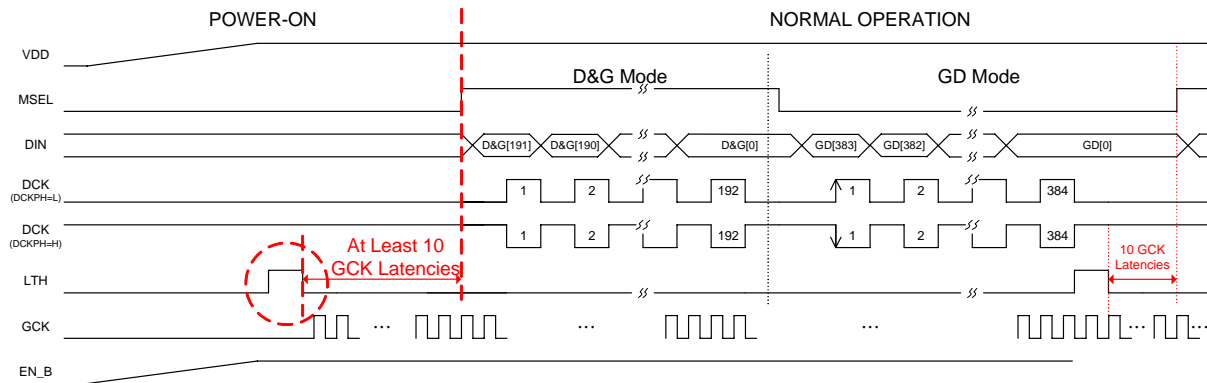 POWER-ON NORMAL OPERATION
VDD
D&G Mode GD Mode
MSEL
DIN D&G[191] D&G[190] D&G[0] GD[383] GD[382] GD[0]
DCK
(DCKPH=L) 1 2 192 1 2 384
DCK
(DCKPH=H) 1 2 192 1 2 384
At Least 10
GCK Latencies
10 GCK
Latencies
LTH
GCK ... ... ... ... ...
EN_B